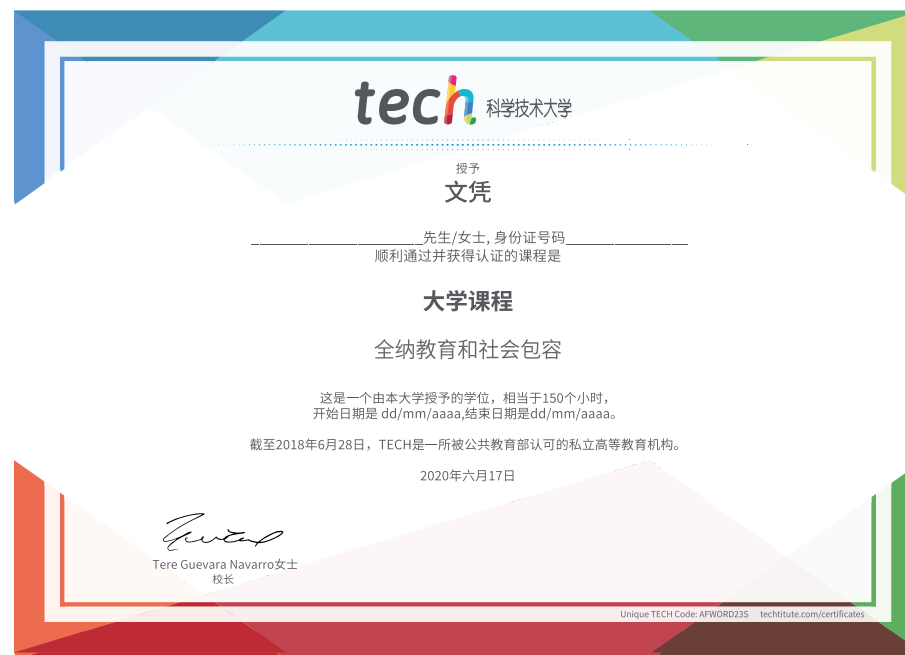 tech 科学技术大学
授予
文凭
_______________________先生/女士, 身份证号码________________
顺利通过并获得认证的课程是
大学课程
全纳教育和社会包容
这是一个由本大学授予的学位，相当于150个小时，
开始日期是 dd/mm/aaaa,结束日期是dd/mm/aaaa。
截至2018年6月28日，TECH是一所被公共教育部认可的私立高等教育机构。
2020年六月17日
Tere Guevara Navarro女士
校长
Unique TECH Code: AFWORD23S techtitute.com/certificates